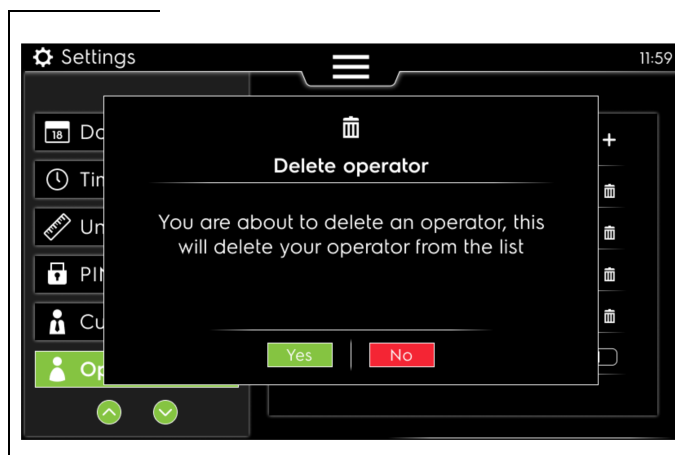 Settings
11:59
Delete operator
You are about to delete an operator, this
will delete your operator from the list
18
Yes
No